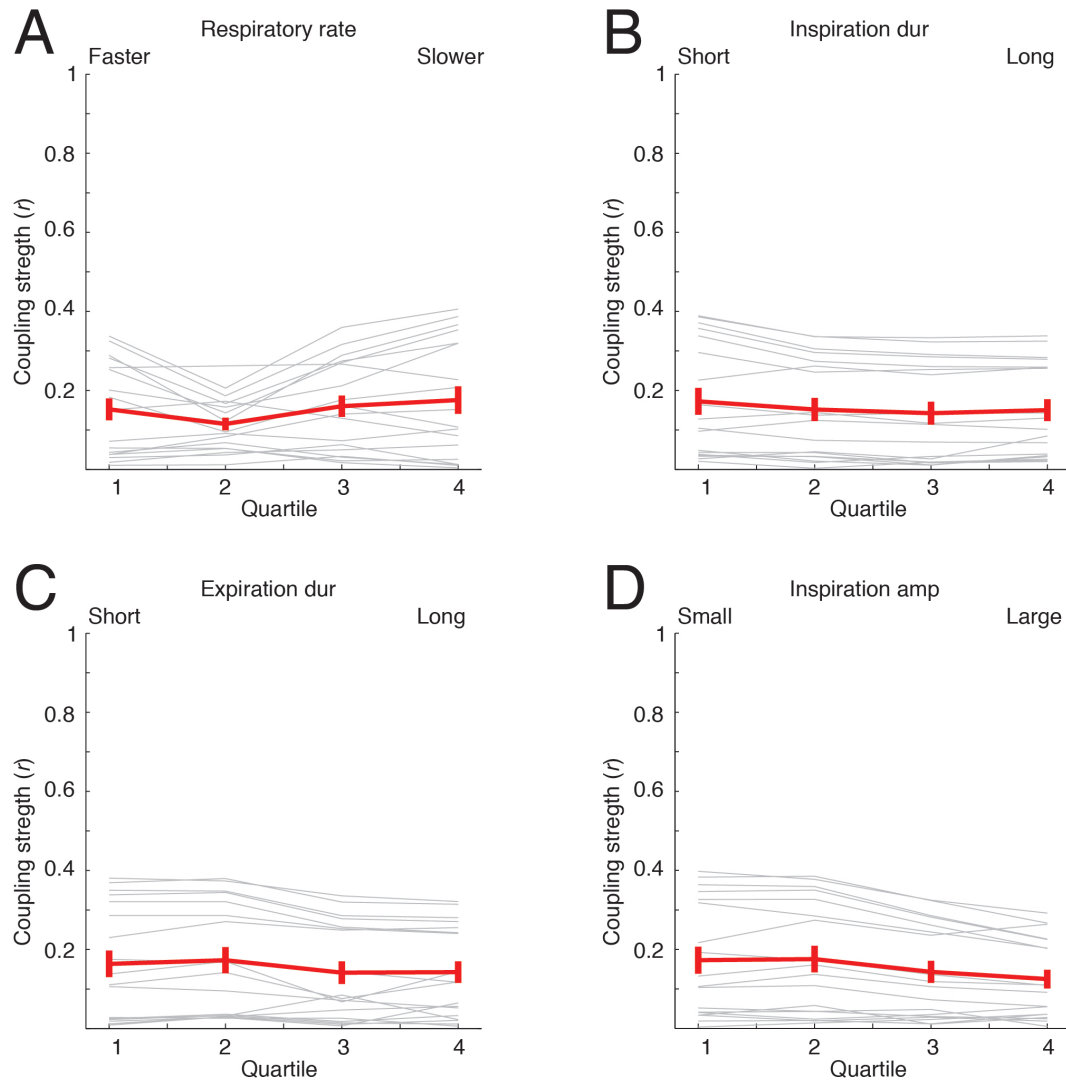 A
Respiratory rate
Faster
Slower
1
0.8
0.6
0.4
0.2
Coupling stregth (r)
1
2
3
4
Quartile
B
Inspiration dur
Short
Long
1
0.8
0.6
0.4
0.2
Coupling stregth (r)
1
2
3
4
Quartile
C
Expiration dur
Short
Long
1
0.8
0.6
0.4
0.2
Coupling stregth (r)
1
2
3
4
Quartile
D
Inspiration amp
Small
Large
1
0.8
0.6
0.4
0.2
Coupling stregth (r)
1
2
3
4
Quartile